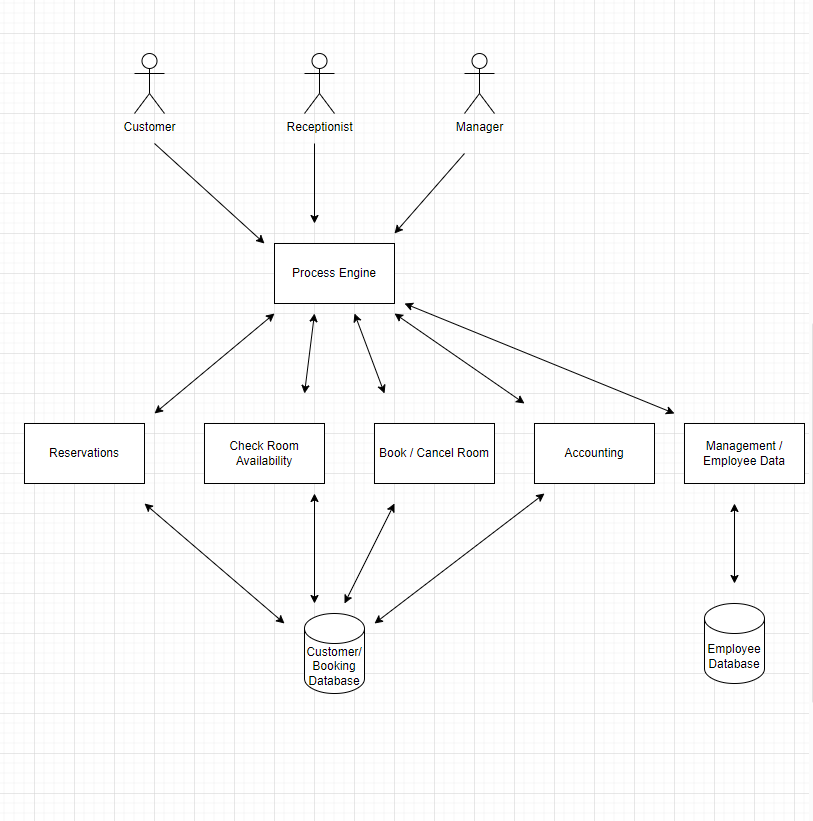 Customer
Receptionist
Manager
Process Engine
Reservations
Check Room
Availability
Book / Cancel Room
Accounting
Management /
Employee Data
Customer/
Booking
Database
Employee
Database